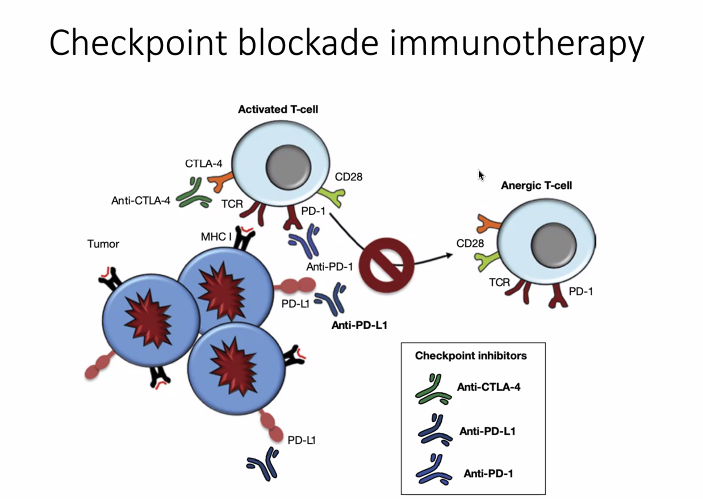 Checkpoint blockade immunotherapy
Activated T-cell
CTLA-4
CD28
Anti-CTLA-4
TCR
PD-1
Anergic T-cell
Tumor
MHC I
CD28
Anti-PD-1
TCR
PD-1
PD-L1
Anti-PD-L1
Checkpoint inhibitors
Anti-CTLA-4
Anti-PD-L1
Anti-PD-1
PD-L1